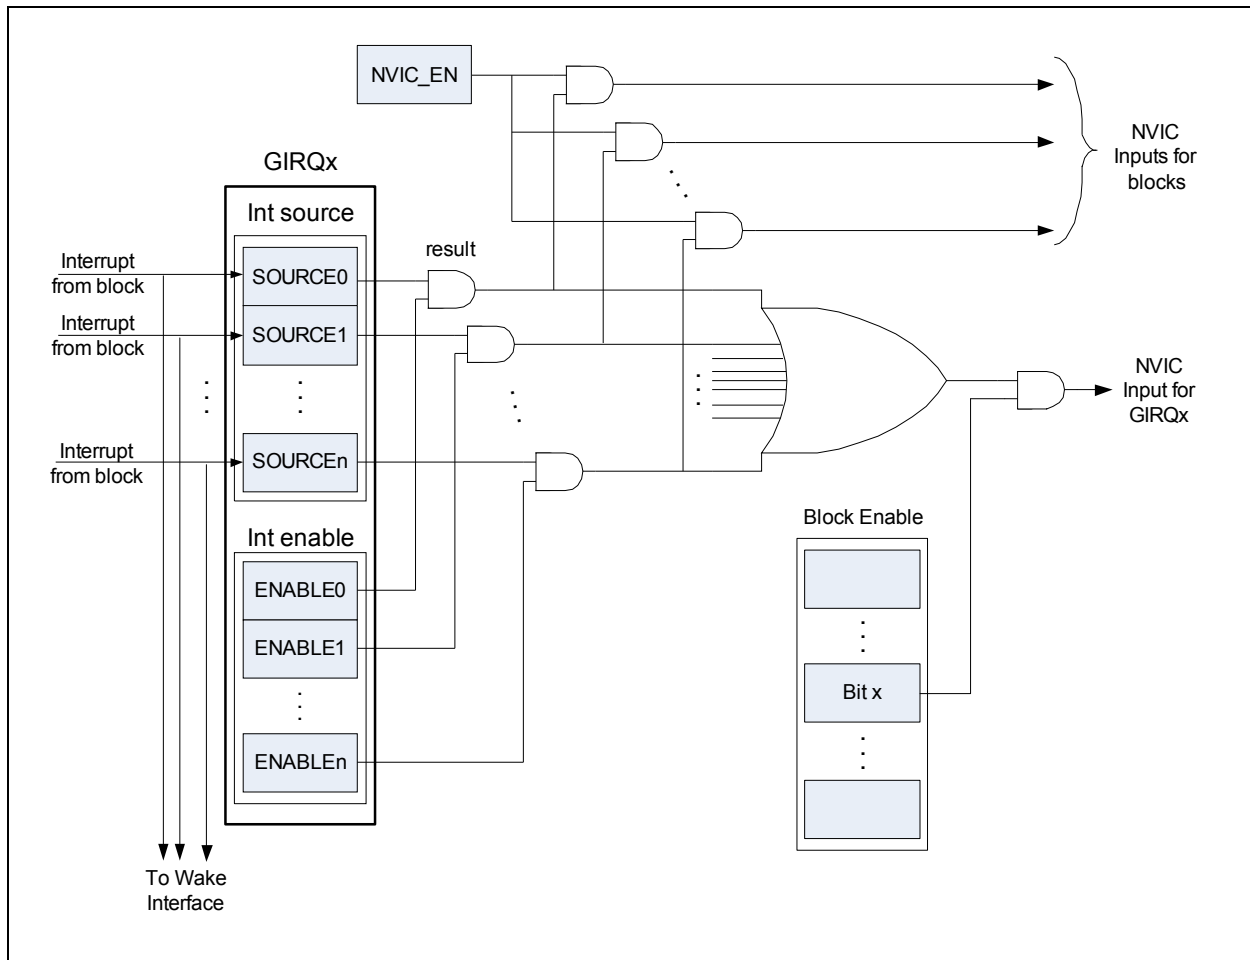 NVIC_EN
NVIC
Inputs for
blocks
GIRQx
Int source
result
Interrupt
from block
SOURCE0
Interrupt
from block
SOURCE1
NVIC
Input for
GIRQx
Interrupt
from block
SOURCEn
Block Enable
Int enable
ENABLE0
ENABLE1
Bit x
ENABLEn
To Wake
Interface